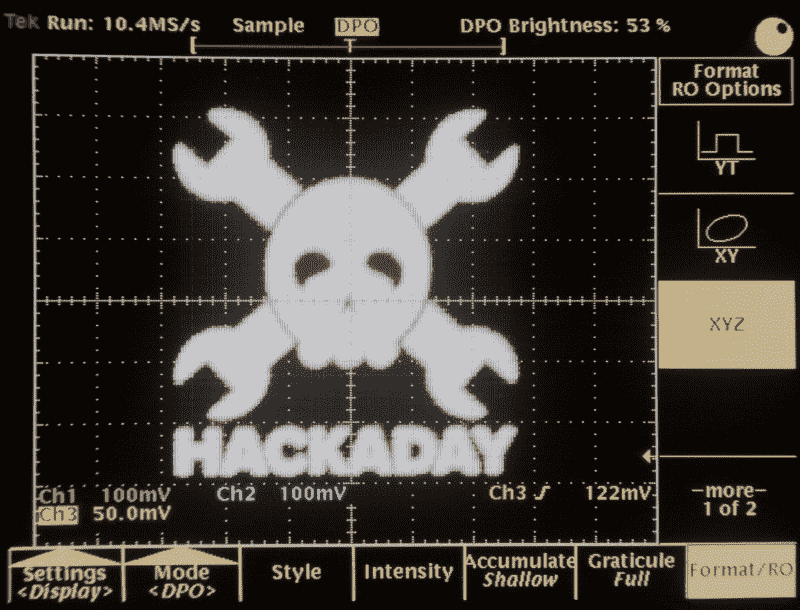 Tek Run: 10.4MS/s Sample DPO DPO Brightness: 53 %
Format
RO Options
YT
XY
XYZ
HACKADAY
Ch1 100mV Ch2 100mV Ch3 122mV
Ch3 50.0mV
-more-
1 of 2
Settings
<Display>
Mode
<DPO>
Style
Intensity
Accumulate
Shallow
Graticule
Full
Format/RO